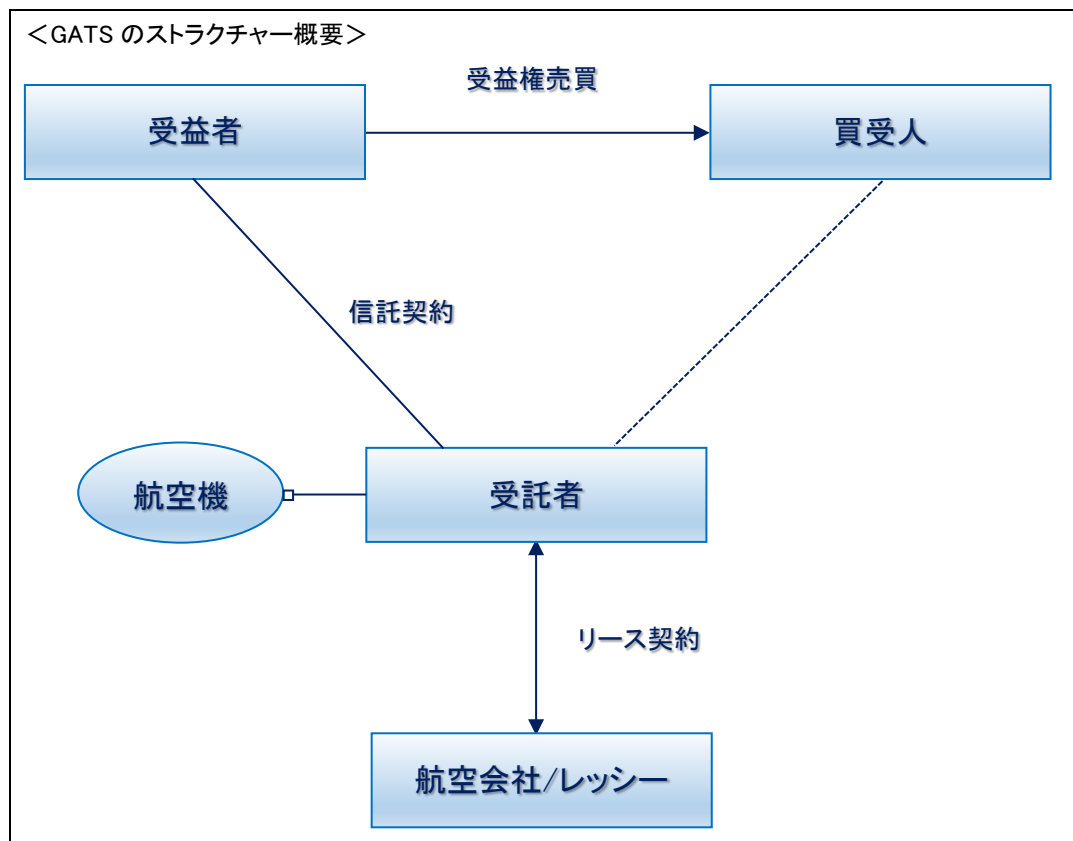 ＜GATS のストラクチャー概要＞
受益権売買
受益者
買受人
信託契約
航空機
受託者
リース契約
航空会社/レッシー